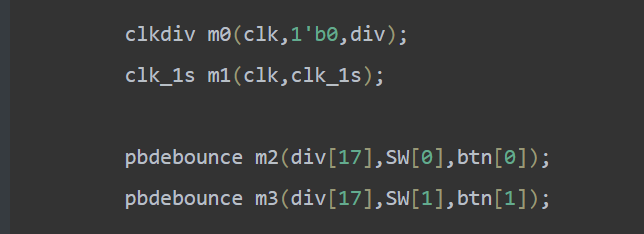 clkdiv m0(clk,1'b0,div);
clk_1s m1(clk,clk_1s);
pbdebounce m2(div[17],SW[0],btn[0]);
pbdebounce m3(div[17],SW[1],btn[1]);